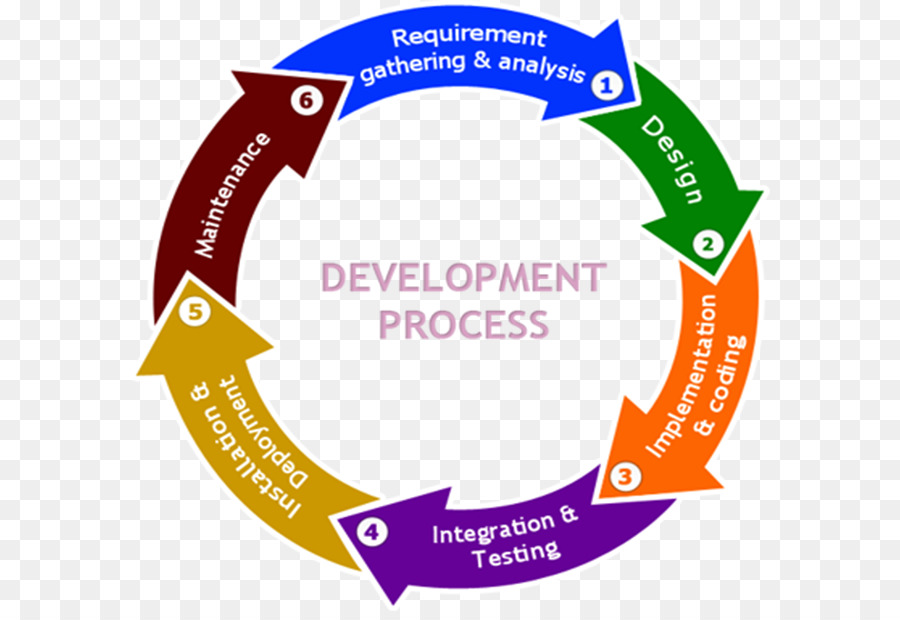 Requirement
gathering & analysis
1
Design
2
Implementation
& coding
3
Integration &
Testing
4
Installation &
Deployment
5
Maintenance
6
DEVELOPMENT
PROCESS